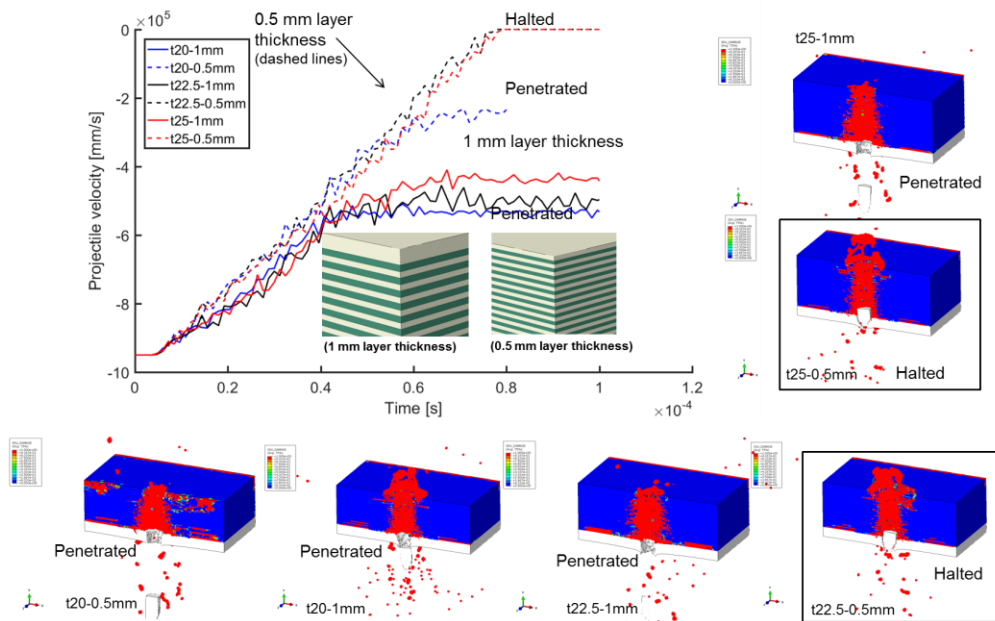 ×10⁵
0.5 mm layer
thickness
(dashed lines)
Halted
t20-1mm
t20-0.5mm
t22.5-1mm
t22.5-0.5mm
t25-1mm
t25-0.5mm
Penetrated
1 mm layer thickness
Penetrated
(1 mm layer thickness)
(0.5 mm layer thickness)
0
-2
-4
-6
-8
-10
Projectile velocity [mm/s]
0
0.2
0.4
0.6
0.8
1
1.2
Time [s]
×10⁻⁴
t25-1mm
Penetrated
t25-0.5mm
Halted
Penetrated
t20-0.5mm
Penetrated
t20-1mm
Penetrated
t22.5-1mm
Halted
t22.5-0.5mm